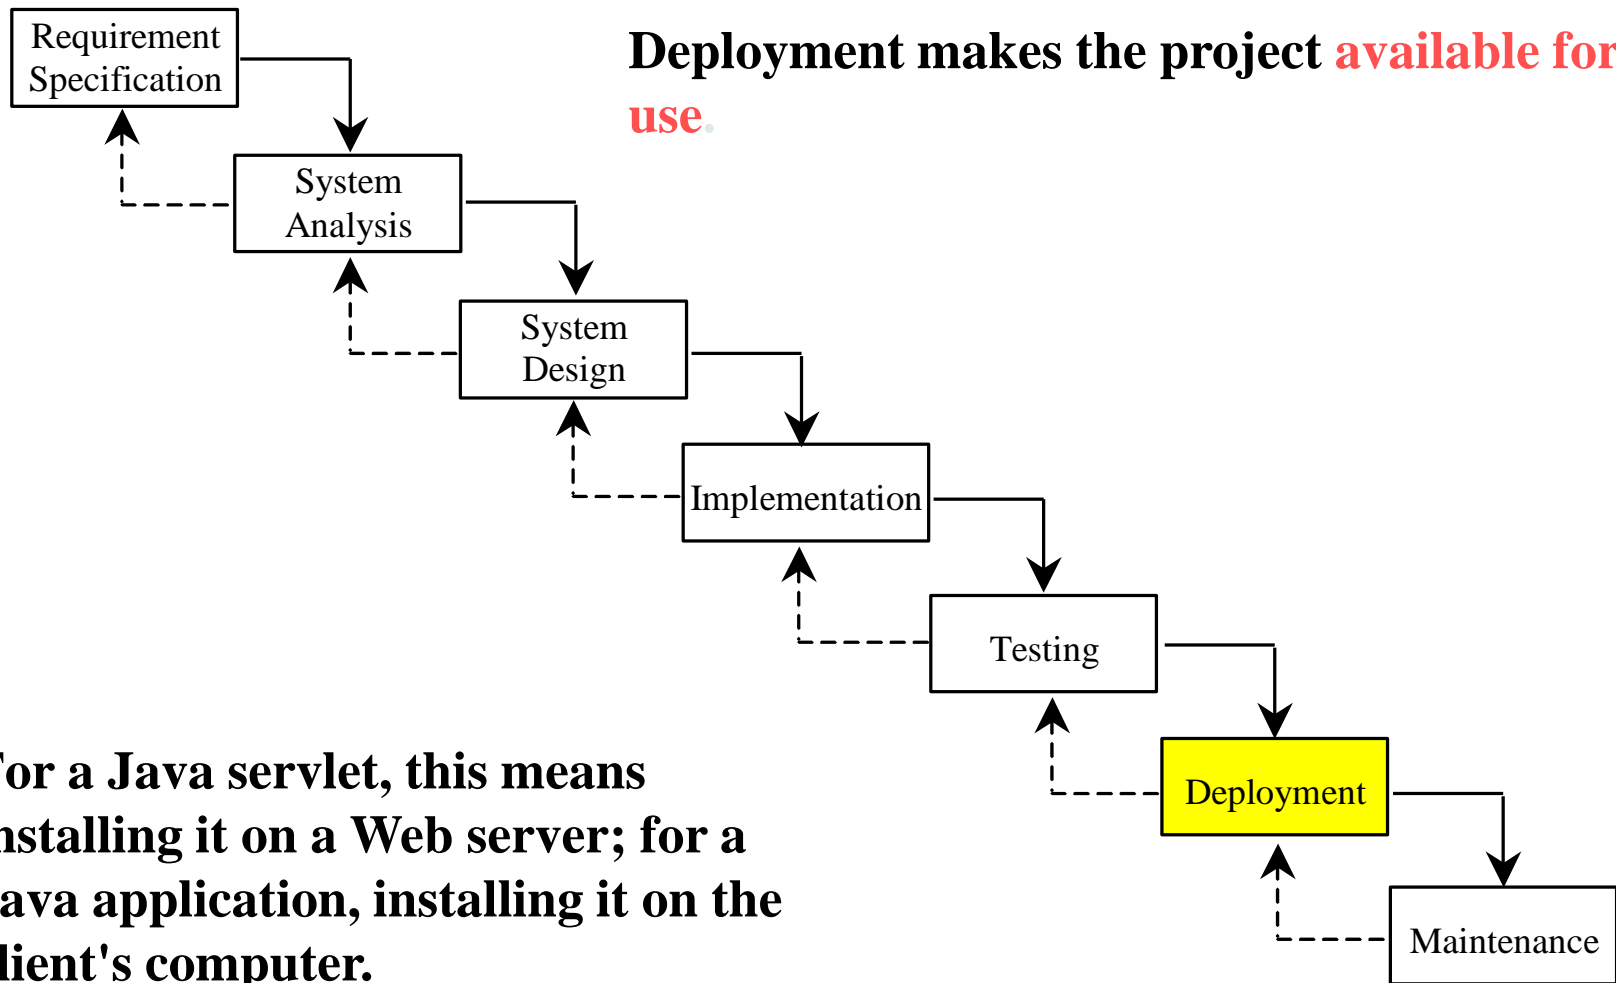 Requirement
Specification
Deployment makes the project available for
use.
System
Analysis
System
Design
Implementation
Testing
Deployment
Maintenance
or a Java servlet, this means
nstalling it on a Web server; for a
ava application, installing it on the
lient's computer.